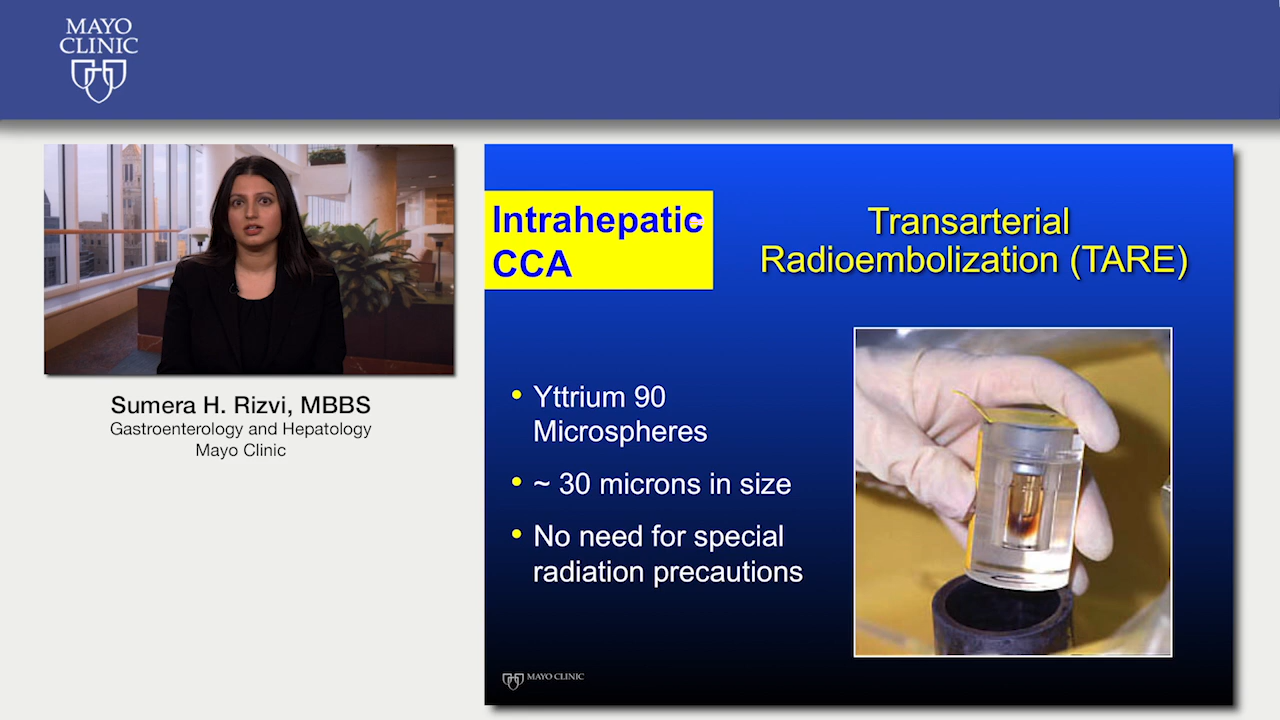 MAYO
CLINIC
Sumera H. Rizvi, MBBS
Gastroenterology and Hepatology
Mayo Clinic
Intrahepatic
CCA
Transarterial
Radioembolization (TARE)
• Yttrium 90
Microspheres
• ~ 30 microns in size
• No need for special
radiation precautions
MAYO CLINIC